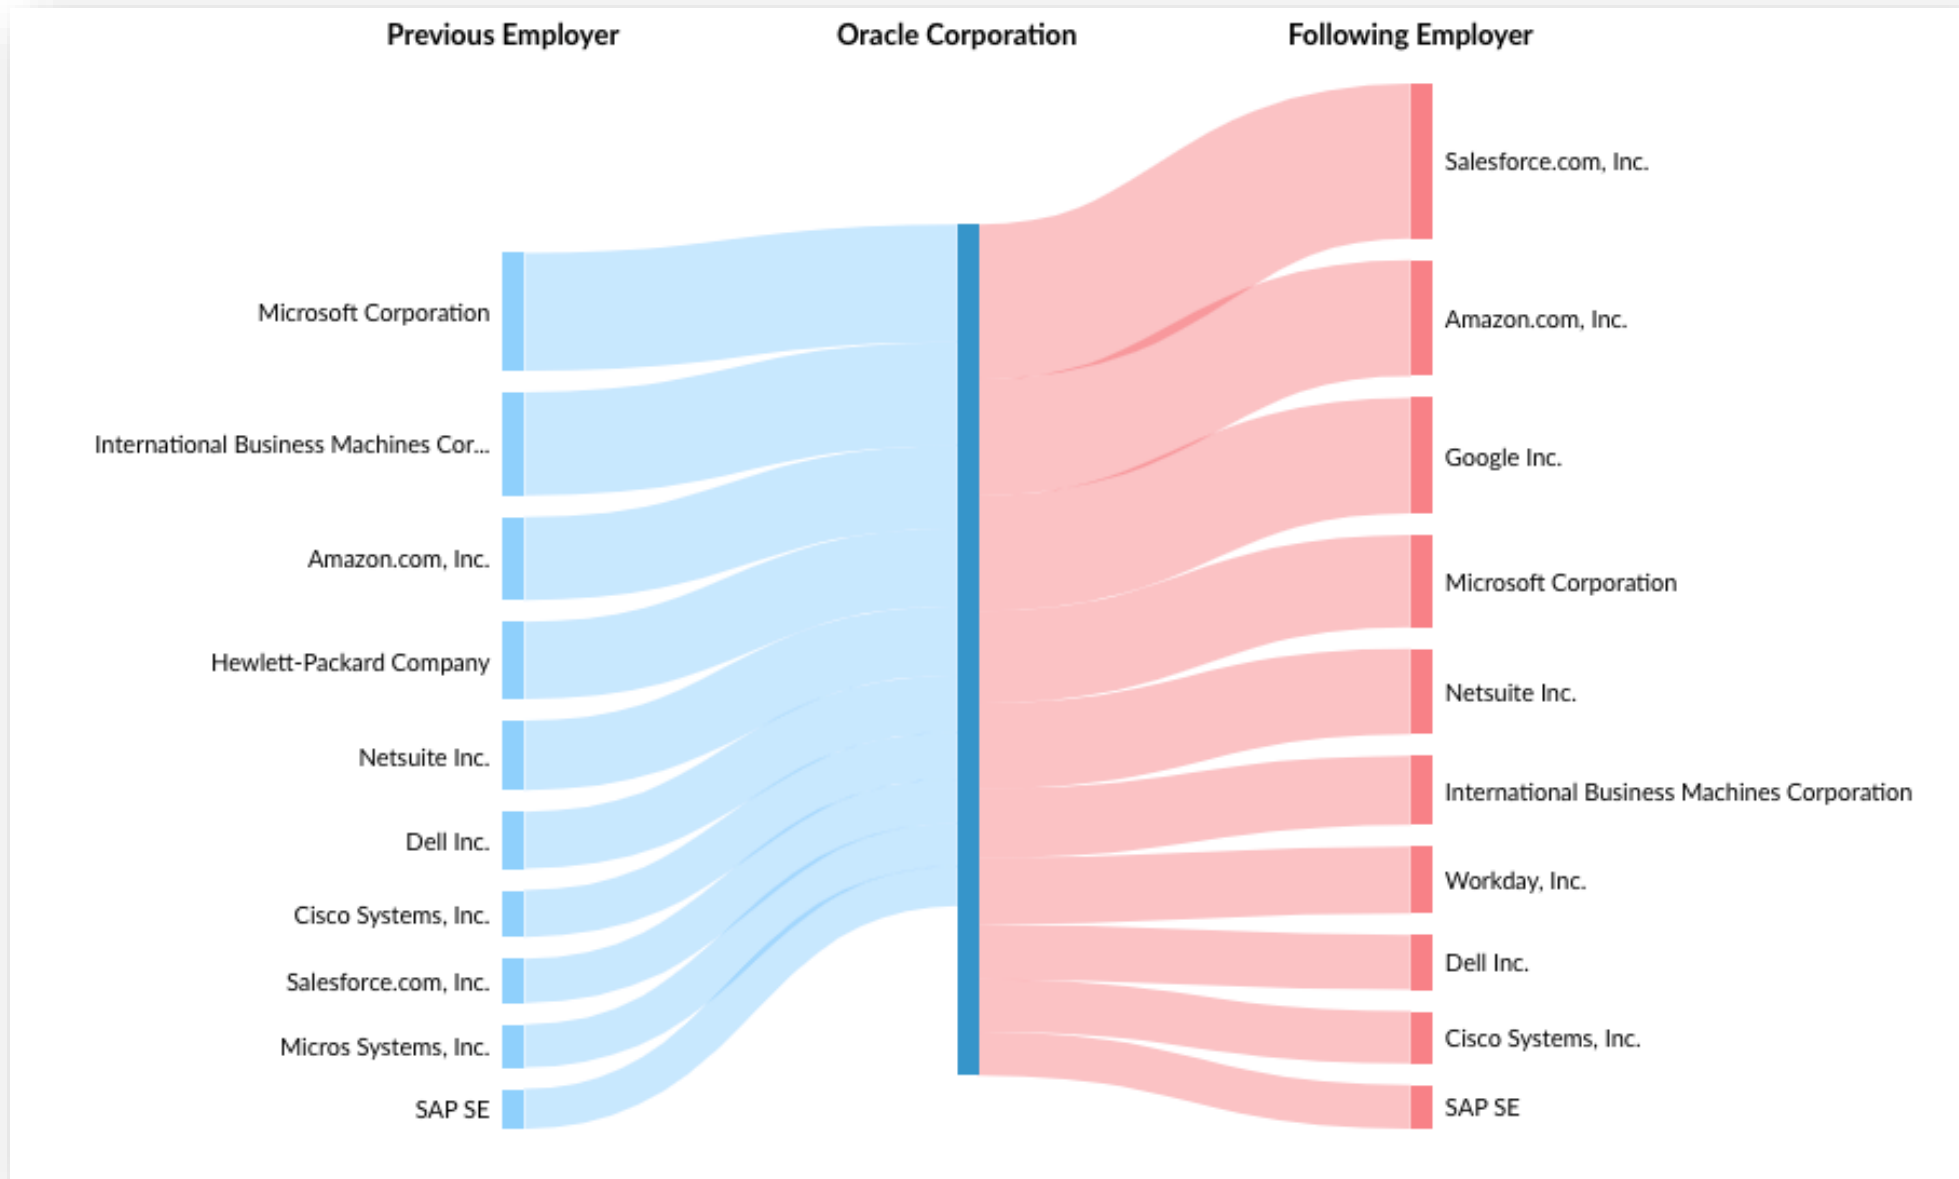 Previous Employer
Oracle Corporation
Following Employer
Microsoft Corporation
International Business Machines Cor...
Amazon.com, Inc.
Hewlett-Packard Company
Netsuite Inc.
Dell Inc.
Cisco Systems, Inc.
Salesforce.com, Inc.
Micros Systems, Inc.
SAP SE
Salesforce.com, Inc.
Amazon.com, Inc.
Google Inc.
Microsoft Corporation
Netsuite Inc.
International Business Machines Corporation
Workday, Inc.
Dell Inc.
Cisco Systems, Inc.
SAP SE